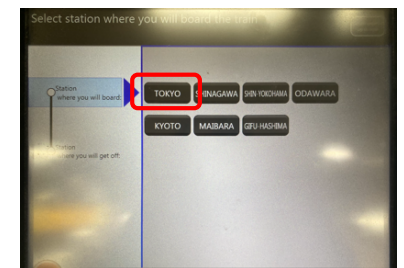 Select station where you will board the train
Station
where you will board:
TOKYO SHINAGAWA SHIN-YOKOHAMA ODAWARA
KYOTO MAIBARA GIFU-HASHIMA
Station
where you will get off: